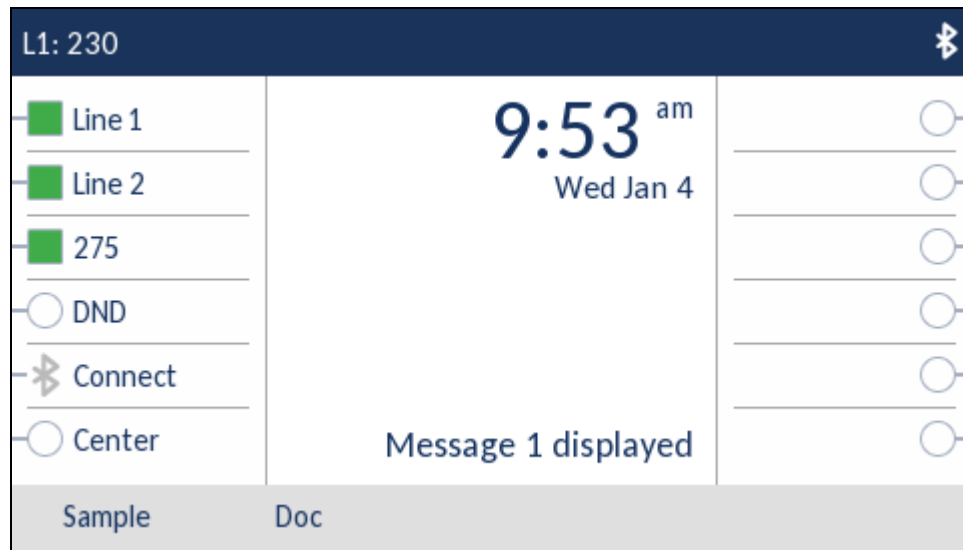 L1: 230
Line 1
Line 2
275
DND
Connect
Center
9:53 am
Wed Jan 4
Message 1 displayed
Sample
Doc